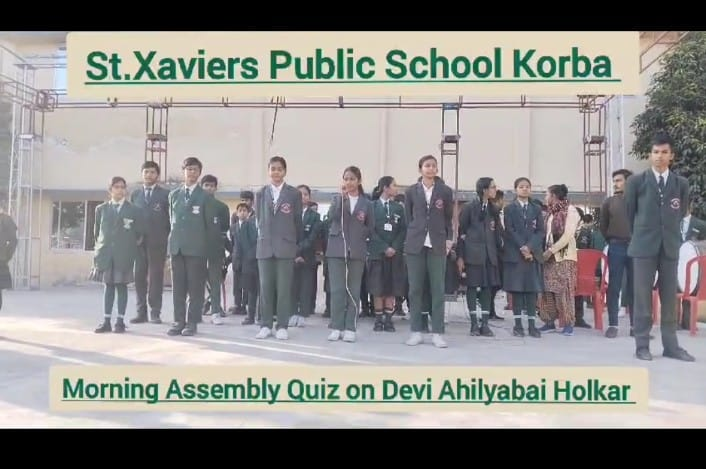 St.Xaviers Public School Korba
Morning Assembly Quiz on Devi Ahilyabai Holkar